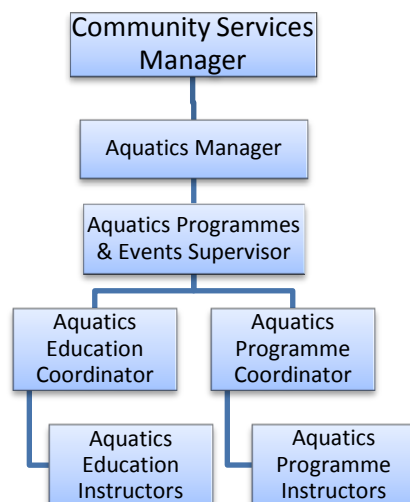 Community Services
Manager
Aquatics Manager
Aquatics Programmes
& Events Supervisor
Aquatics
Education
Coordinator
Aquatics
Programme
Coordinator
Aquatics
Education
Instructors
Aquatics
Programme
Instructors